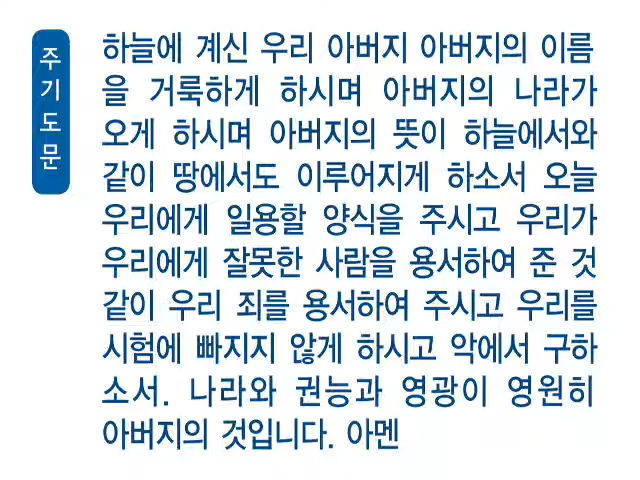 주기도문
하늘에 계신 우리 아버지 아버지의 이름
을 거룩하게 하시며 아버지의 나라가
오게 하시며 아버지의 뜻이 하늘에서와
같이 땅에서도 이루어지게 하소서 오늘
우리에게 일용할 양식을 주시고 우리가
우리에게 잘못한 사람을 용서하여 준 것
같이 우리 죄를 용서하여 주시고 우리를
시험에 빠지지 않게 하시고 악에서 구하
소서. 나라와 권능과 영광이 영원히
아버지의 것입니다. 아멘